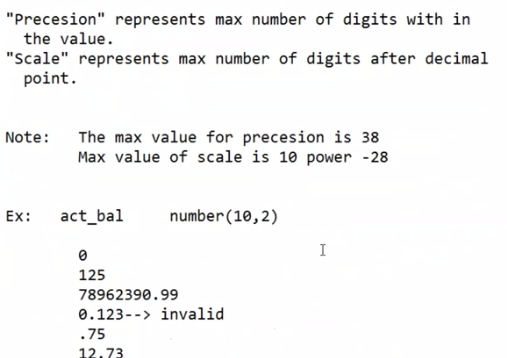 "Precesion" represents max number of digits with in
the value.
"Scale" represents max number of digits after decimal
point.
Note: The max value for precesion is 38
Max value of scale is 10 power -28
Ex: act_bal number(10,2)
0
125
78962390.99
0.123--> invalid
.75
12.73